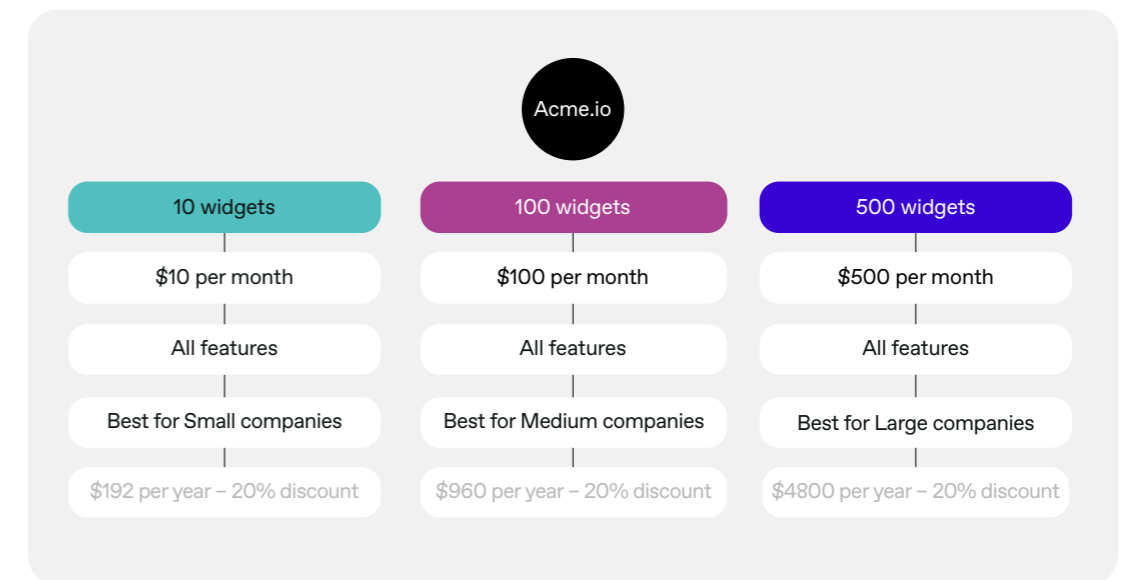 Acme.io
10 widgets
$10 per month
All features
Best for Small companies
$192 per year – 20% discount
100 widgets
$100 per month
All features
Best for Medium companies
$960 per year – 20% discount
500 widgets
$500 per month
All features
Best for Large companies
$4800 per year – 20% discount